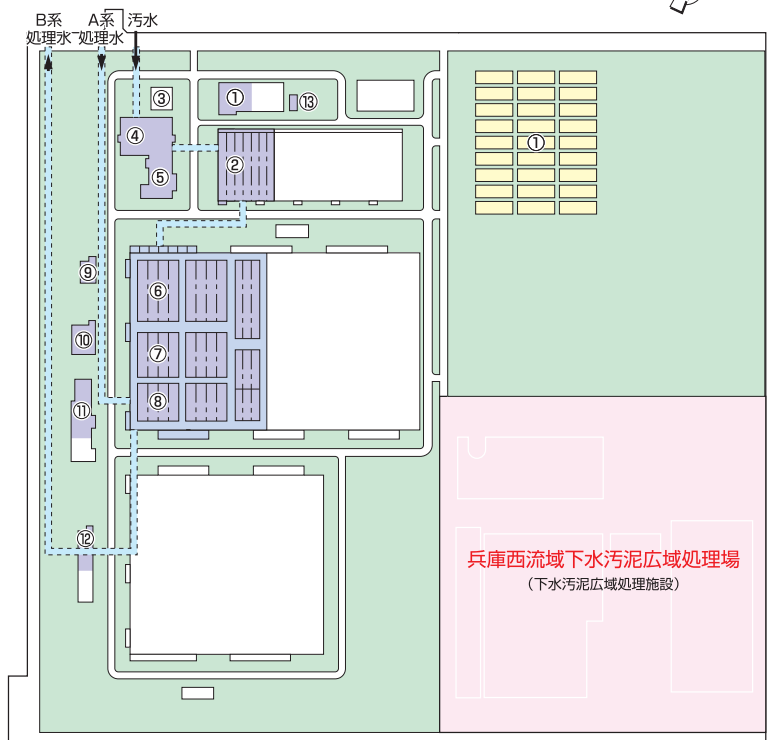 B系
処理水
A系
処理水
汚水
③
①
⑬
④
②
①
⑤
⑨
⑥
⑩
⑦
⑧
⑪
⑫
兵庫西流域下水汚泥広域処理場
(下水汚泥広域処理施設)